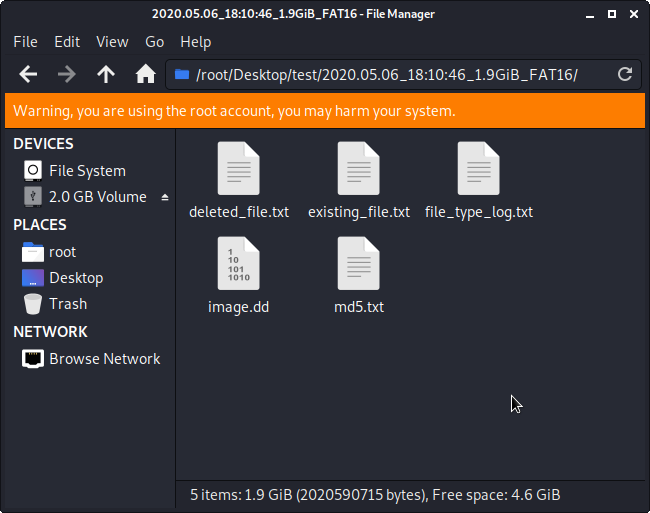 2020.05.06_18:10:46_1.9GiB_FAT16 - File Manager
File Edit View Go Help
/root/Desktop/test/2020.05.06_18:10:46_1.9GiB_FAT16/
Warning, you are using the root account, you may harm your system.
DEVICES
File System
2.0 GB Volume
PLACES
root
Desktop
Trash
NETWORK
Browse Network
deleted_file.txt existing_file.txt file_type_log.txt
1
10
101
1010
image.dd md5.txt
5 items: 1.9 GiB (2020590715 bytes), Free space: 4.6 GiB